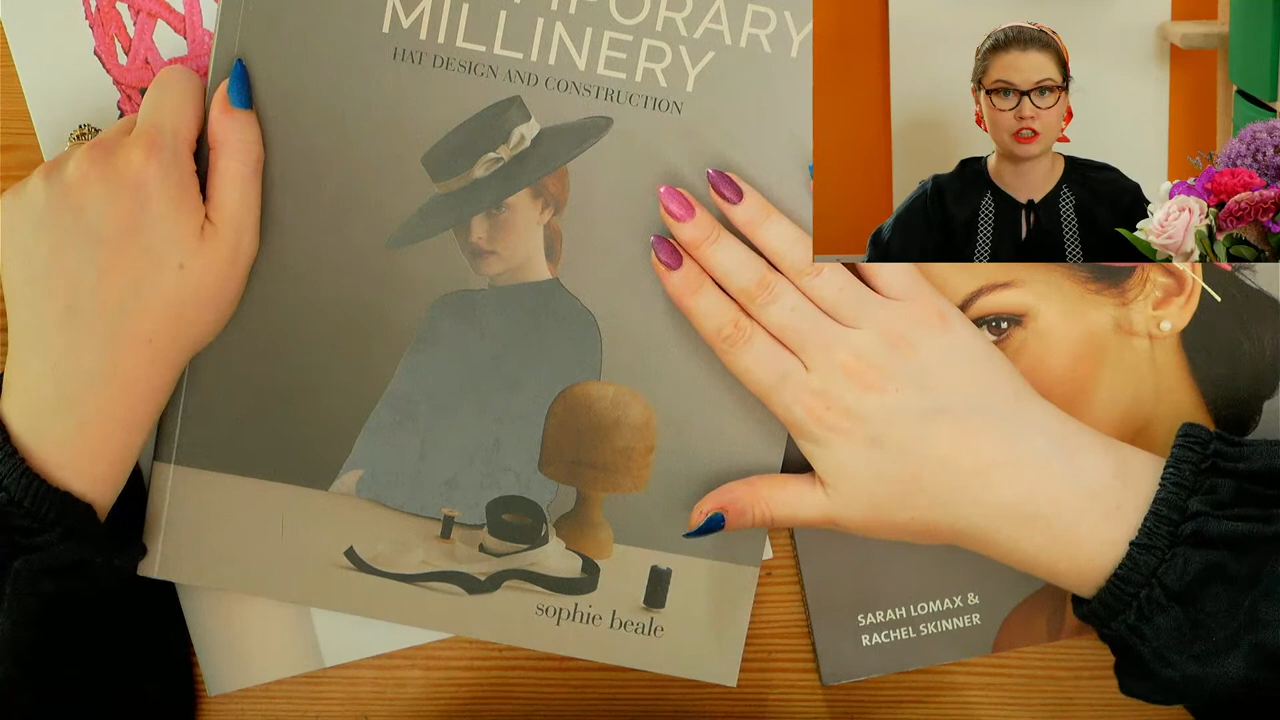 MILLINERY
HAT DESIGN AND CONSTRUCTION
sophie beale
SARAH LOMAX &
RACHEL SKINNER